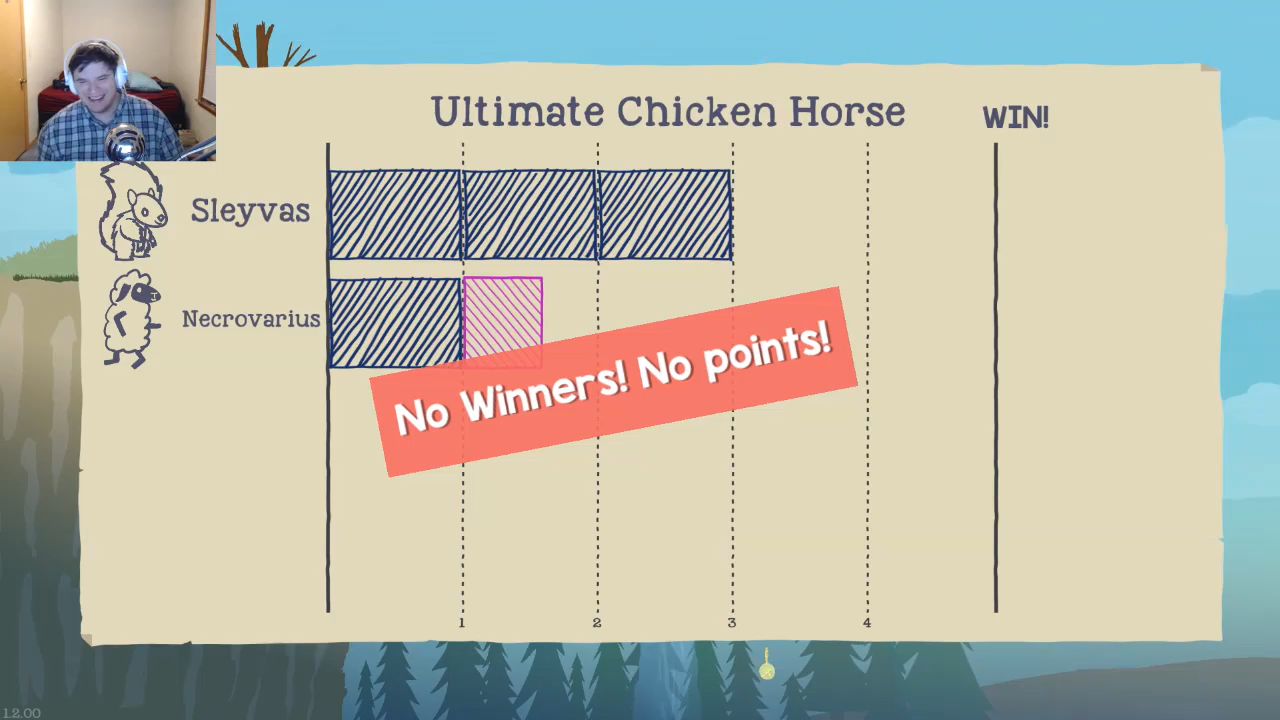 Ultimate Chicken Horse
WIN!
Sleyvas
Necrovarius
No Winners! No points!
1 2 3 4
1.2.00